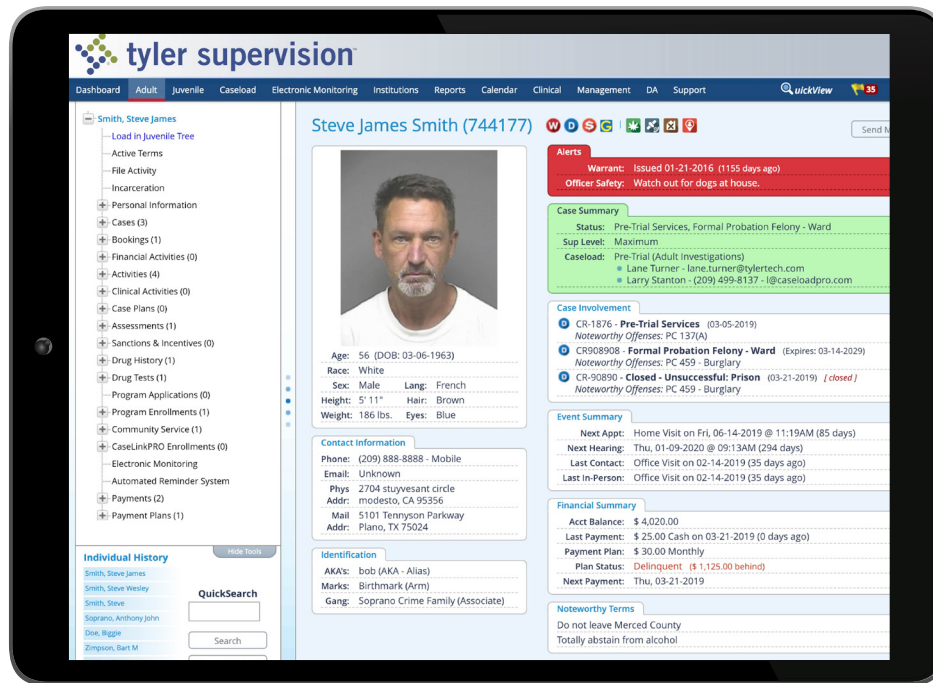 tyler supervision™
Dashboard Adult Juvenile Caseload Electronic Monitoring Institutions Reports Calendar Clinical Management DA Support QuickView 35
Smith, Steve James
Load in Juvenile Tree
Active Terms
File Activity
Incarceration
Personal Information
Cases (3)
Bookings (1)
Financial Activities (0)
Activities (4)
Clinical Activities (0)
Case Plans (0)
Assessments (1)
Sanctions & Incentives (0)
Drug History (1)
Drug Tests (1)
Program Applications (0)
Program Enrollments (1)
Community Service (1)
CaseLinkPRO Enrollments (0)
Electronic Monitoring
Automated Reminder System
Payments (2)
Payment Plans (1)
Hide Tools
Individual History
Smith, Steve James
Smith, Steve Wesley
Smith, Steve
Soprano, Anthony John
Doe, Biggie
Zimpson, Bart M
QuickSearch
Search
Steve James Smith (744177) W D S G
Send M
Age: 56 (DOB: 03-06-1963)
Race: White
Sex: Male Lang: French
Height: 5' 11" Hair: Brown
Weight: 186 lbs. Eyes: Blue
Contact Information
Phone: (209) 888-8888 - Mobile
Email: Unknown
Phys Addr: 2704 stuyvesant circle
modesto, CA 95356
Mail Addr: 5101 Tennyson Parkway
Plano, TX 75024
Identification
AKA's: bob (AKA - Alias)
Marks: Birthmark (Arm)
Gang: Soprano Crime Family (Associate)
Alerts
Warrant: Issued 01-21-2016 (1155 days ago)
Officer Safety: Watch out for dogs at house.
Case Summary
Status: Pre-Trial Services, Formal Probation Felony - Ward
Sup Level: Maximum
Caseload: Pre-Trial (Adult Investigations)
Lane Turner - lane.turner@tylertech.com
Larry Stanton - (209) 499-8137 - l@caseloadpro.com
Case Involvement
D CR-1876 - Pre-Trial Services (03-05-2019)
Noteworthy Offenses: PC 137(A)
D CR908908 - Formal Probation Felony - Ward (Expires: 03-14-2029)
Noteworthy Offenses: PC 459 - Burglary
D CR-90890 - Closed - Unsuccessful: Prison (03-21-2019) [ closed ]
Noteworthy Offenses: PC 459 - Burglary
Event Summary
Next Appt: Home Visit on Fri, 06-14-2019 @ 11:19AM (85 days)
Next Hearing: Thu, 01-09-2020 @ 09:13AM (294 days)
Last Contact: Office Visit on 02-14-2019 (35 days ago)
Last In-Person: Office Visit on 02-14-2019 (35 days ago)
Financial Summary
Acct Balance: $ 4,020.00
Last Payment: $ 25.00 Cash on 03-21-2019 (0 days ago)
Payment Plan: $ 30.00 Monthly
Plan Status: Delinquent ($ 1,125.00 behind)
Next Payment: Thu, 03-21-2019
Noteworthy Terms
Do not leave Merced County
Totally abstain from alcohol